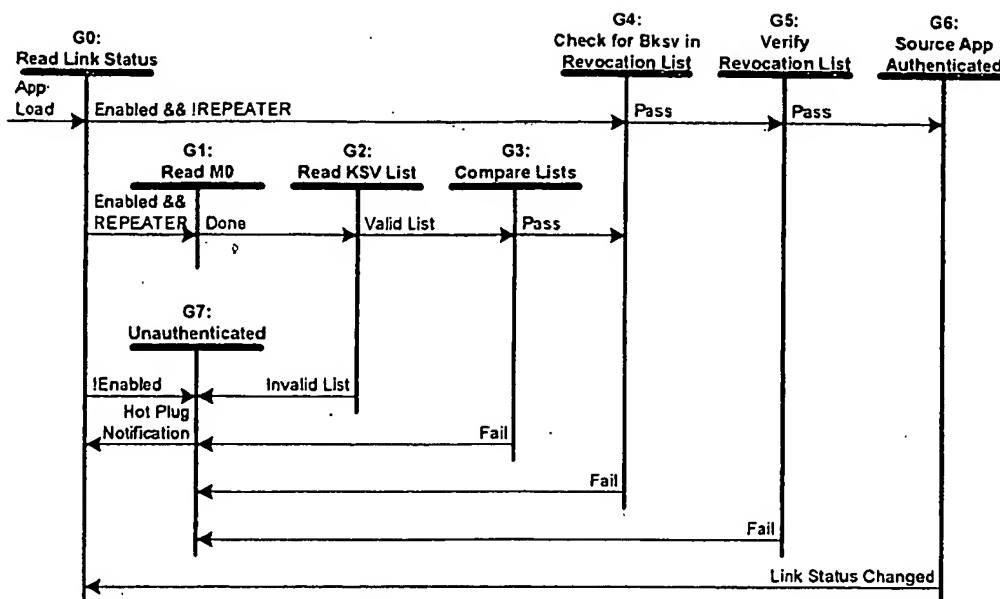 G0:
Read Link Status
G4:
Check for Bksv in
Revocation List
G5:
Verify
Revocation List
G6:
Source App
Authenticated
App
Load
Enabled && !REPEATER
Pass
Pass
G1:
Read M0
G2:
Read KSV List
G3:
Compare Lists
Enabled &&
REPEATER
Done
Valid List
Pass
G7:
Unauthenticated
!Enabled
Invalid List
Hot Plug
Notification
Fail
Fail
Fail
Link Status Changed